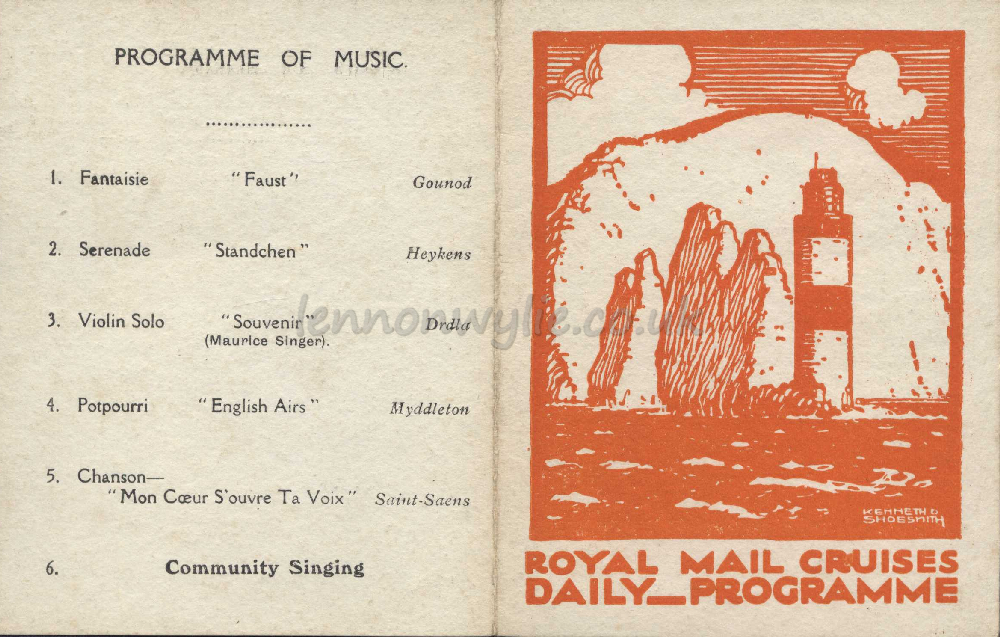 PROGRAMME OF MUSIC.
1. Fantaisie "Faust" Gounod
2. Serenade "Standchen" Heykens
3. Violin Solo "Souvenir" Drdla
(Maurice Singer).
4. Potpourri "English Airs" Myddleton
5. Chanson—
"Mon Cœur S'ouvre Ta Voix" Saint-Saens
6. Community Singing
lennonwylie.co.uk
KENNETH D
SHOESMITH
ROYAL MAIL CRUISES
DAILY_PROGRAMME